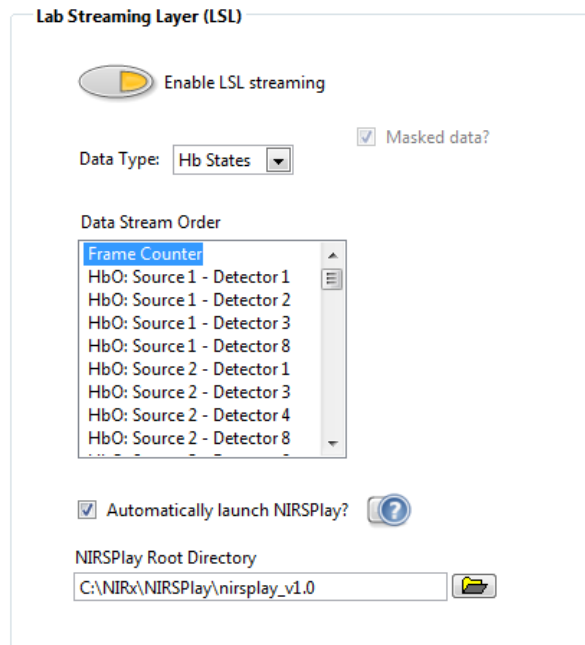 Lab Streaming Layer (LSL)
Enable LSL streaming
Masked data?
Data Type: Hb States
Data Stream Order
Frame Counter
HbO: Source 1 - Detector 1
HbO: Source 1 - Detector 2
HbO: Source 1 - Detector 3
HbO: Source 1 - Detector 8
HbO: Source 2 - Detector 1
HbO: Source 2 - Detector 3
HbO: Source 2 - Detector 4
HbO: Source 2 - Detector 8
Automatically launch NIRSPlay? ?
NIRSPlay Root Directory
C:\NIRx\NIRSPlay\nirsplay_v1.0